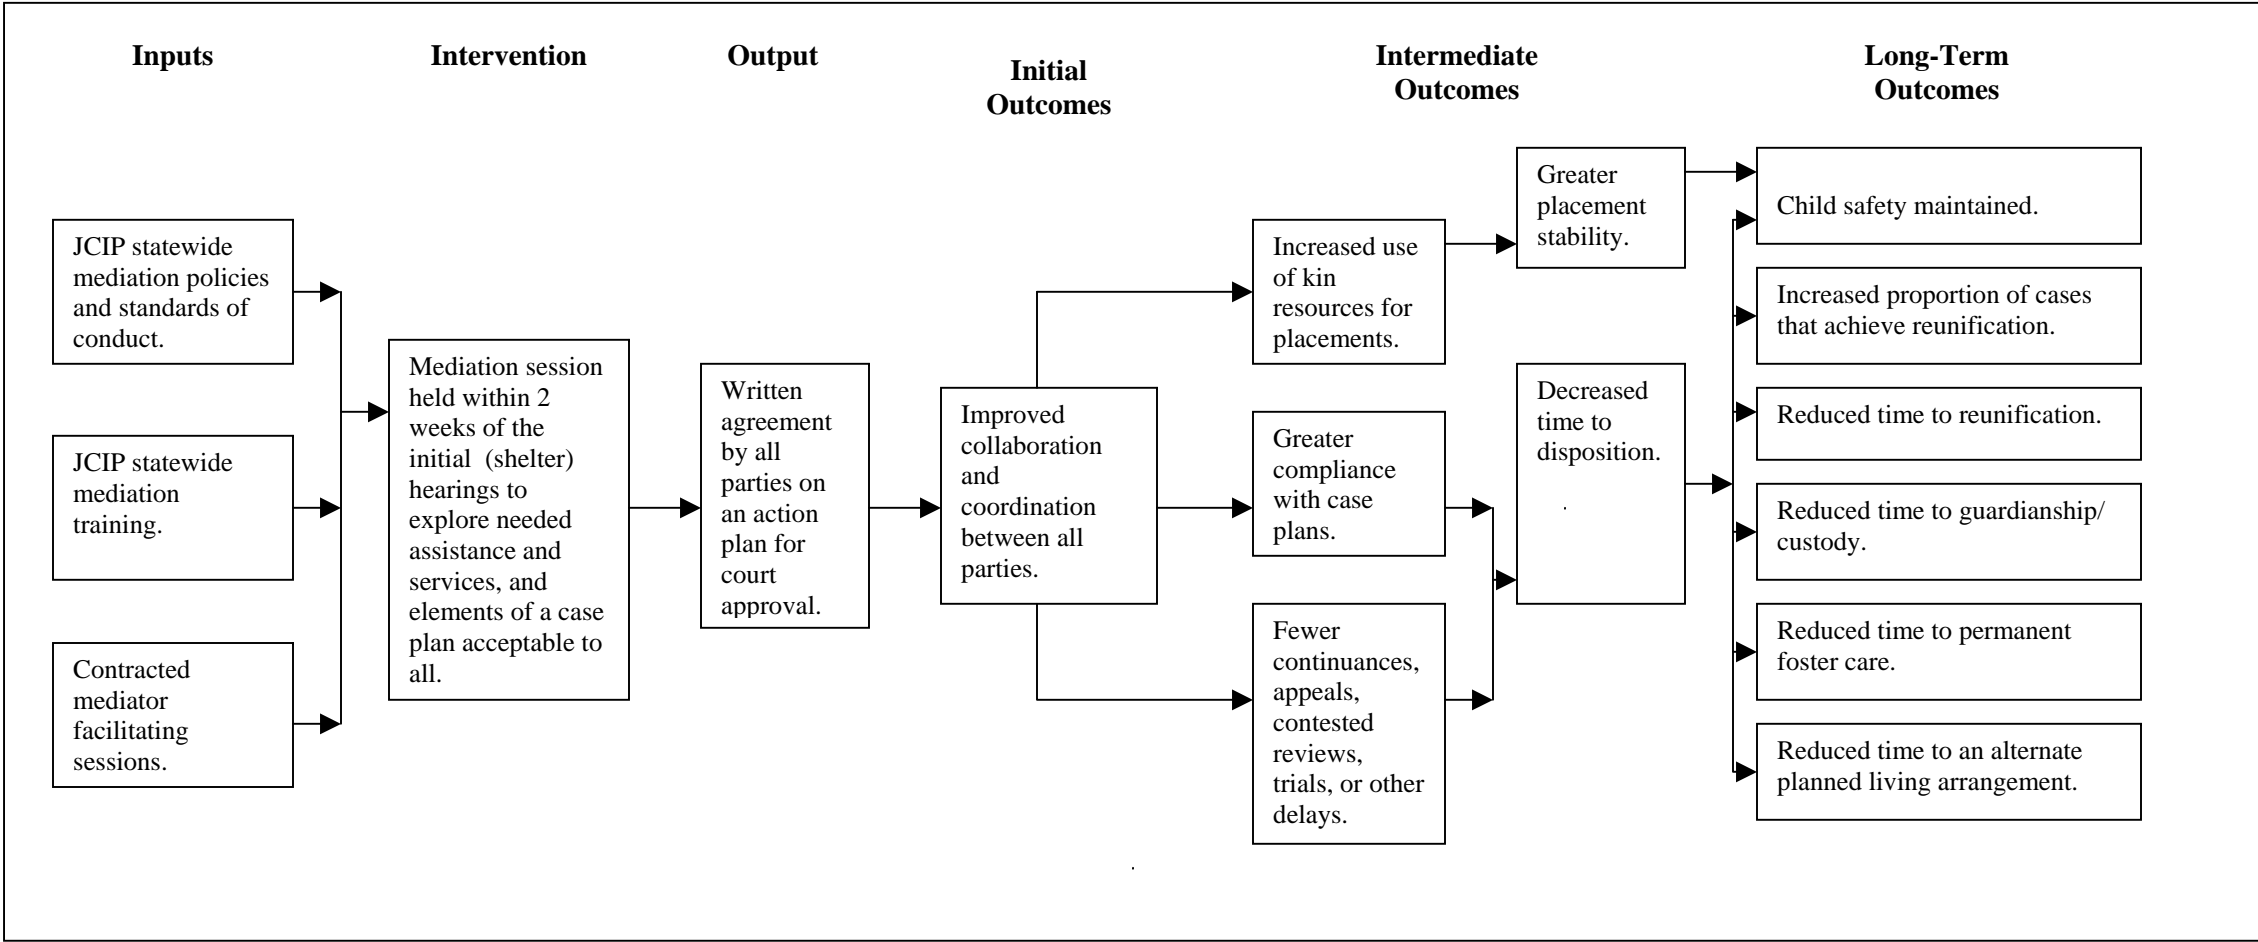 Inputs
Intervention
Output
Initial
Outcomes
Intermediate
Outcomes
Long-Term
Outcomes
JCIP statewide
mediation policies
and standards of
conduct.
JCIP statewide
mediation
training.
Contracted
mediator
facilitating
sessions.
Mediation session
held within 2
weeks of the
initial (shelter)
hearings to
explore needed
assistance and
services, and
elements of a case
plan acceptable to
all.
Written
agreement
by all
parties on
an action
plan for
court
approval.
Improved
collaboration
and
coordination
between all
parties.
Increased use
of kin
resources for
placements.
Greater
compliance
with case
plans.
Fewer
continuances,
appeals,
contested
reviews,
trials, or other
delays.
Greater
placement
stability.
Decreased
time to
disposition.
Child safety maintained.
Increased proportion of cases
that achieve reunification.
Reduced time to reunification.
Reduced time to guardianship/
custody.
Reduced time to permanent
foster care.
Reduced time to an alternate
planned living arrangement.